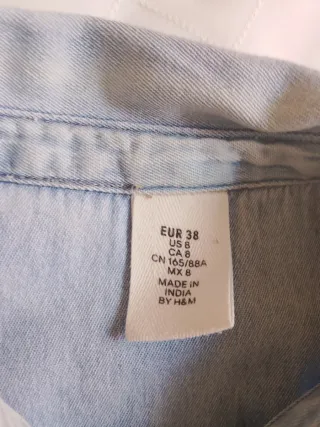 EUR 38
US 8
CA 8
CN 165/88A
MX 8
MADE IN
INDIA
BY H&M